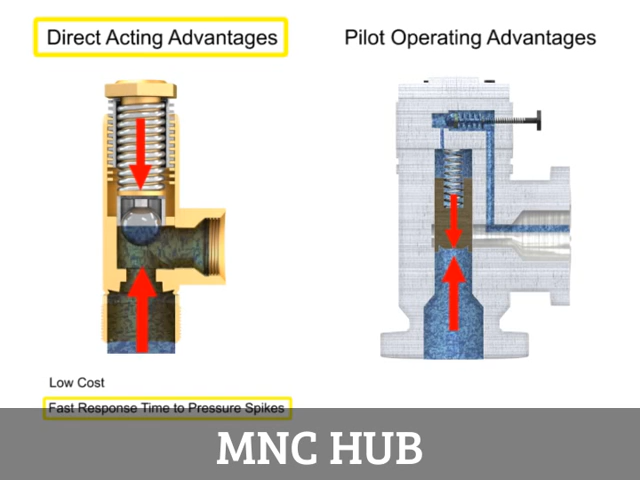 Direct Acting Advantages
Pilot Operating Advantages
Low Cost
Fast Response Time to Pressure Spikes
MNC HUB